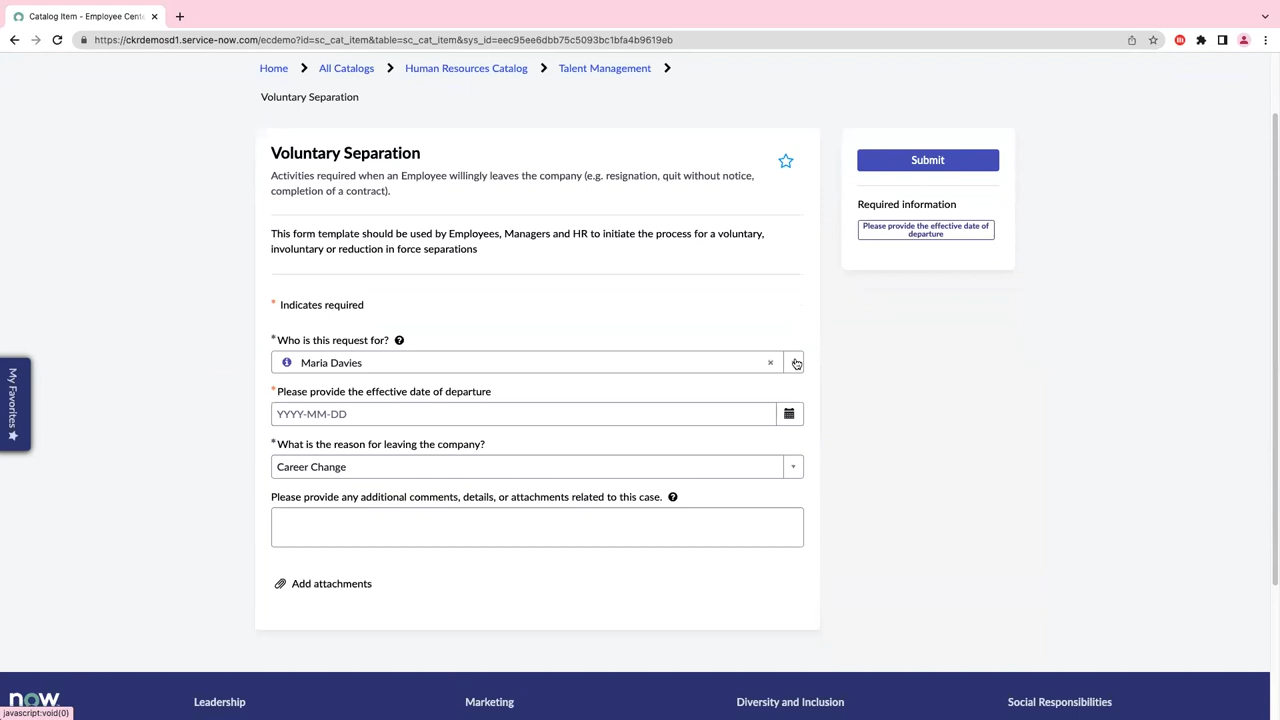 Catalog Item - Employee Cent
https://ckrdemosd1.service-now.com/ecdemo?id=sc_cat_item&table=sc_cat_item&sys_id=eec95ee6dbb75c5093bc1bfa4b9619eb
Home All Catalogs Human Resources Catalog Talent Management
Voluntary Separation
Voluntary Separation
Activities required when an Employee willingly leaves the company (e.g. resignation, quit without notice,
completion of a contract).
This form template should be used by Employees, Managers and HR to initiate the process for a voluntary,
involuntary or reduction in force separations
* Indicates required
*Who is this request for?
Maria Davies
*Please provide the effective date of departure
YYYY-MM-DD
*What is the reason for leaving the company?
Career Change
Please provide any additional comments, details, or attachments related to this case.
Add attachments
Submit
Required information
Please provide the effective date of
departure
My Favorites
now
Leadership Marketing Diversity and Inclusion Social Responsibilities
javascript:void(0)